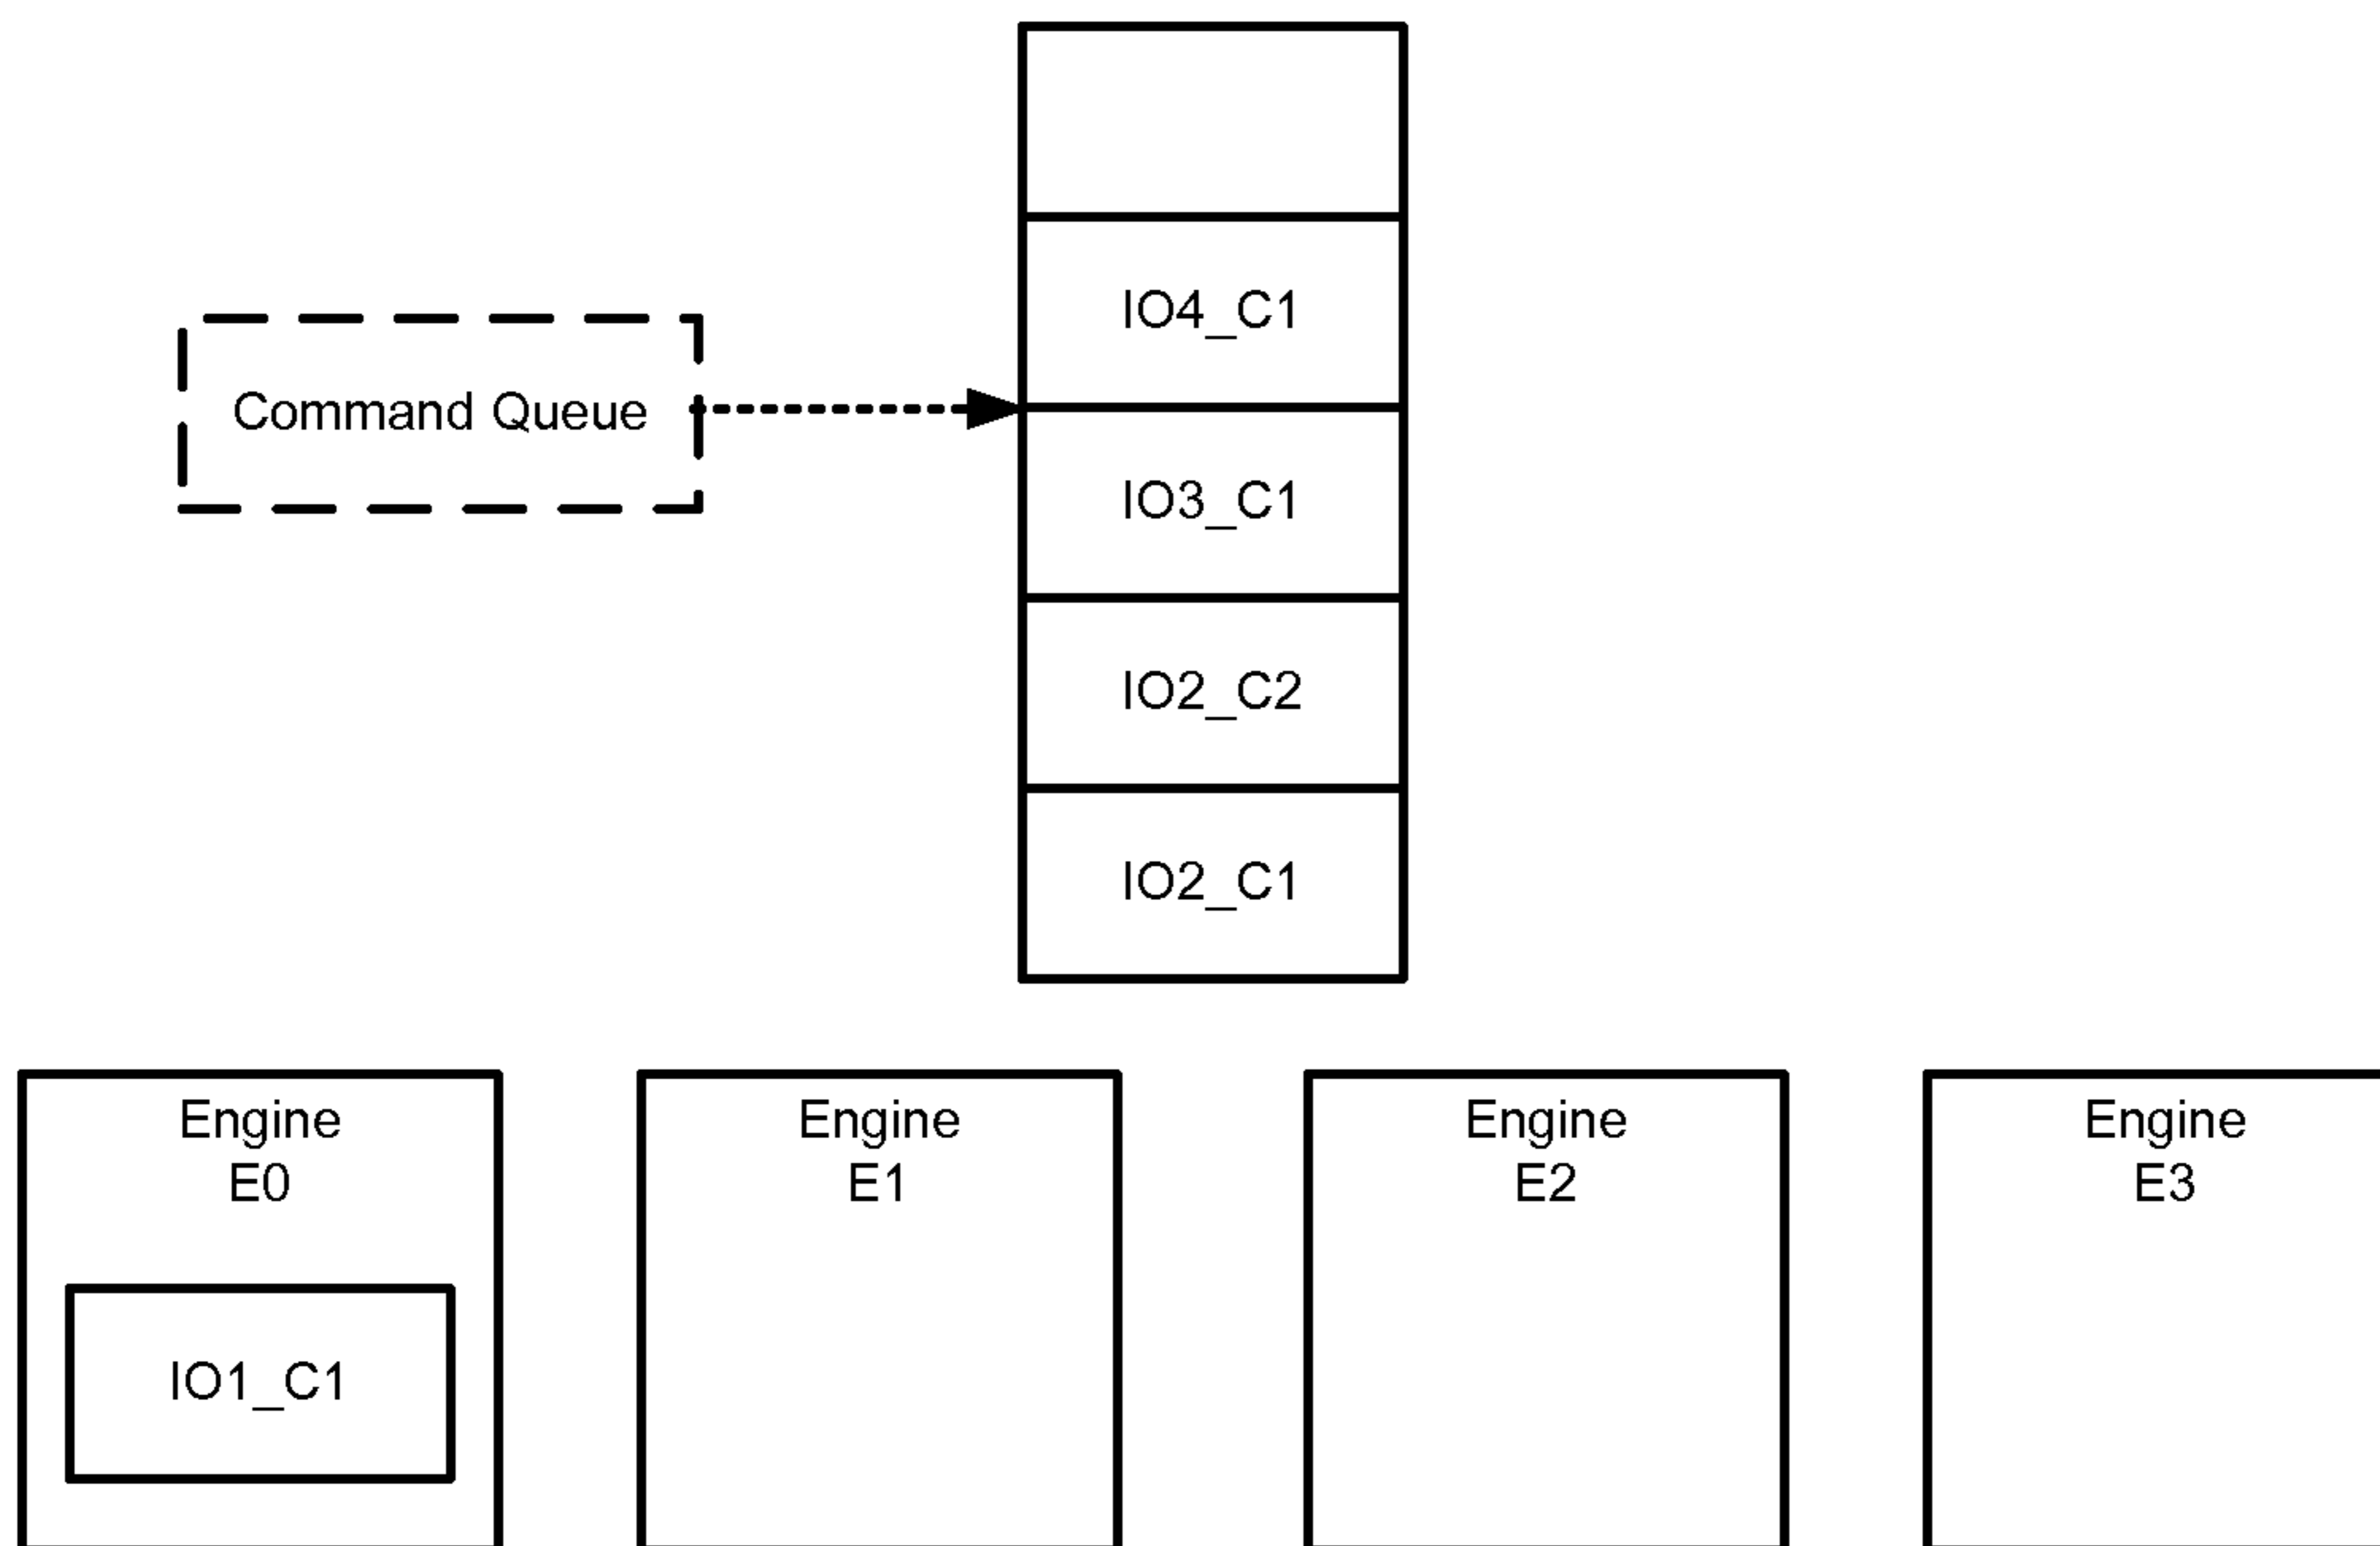 IO4_C1
Command Queue
IO3_C1
IO2_C2
IO2_C1
Engine
E0
Engine
E1
Engine
E2
Engine
E3
IO1_C1